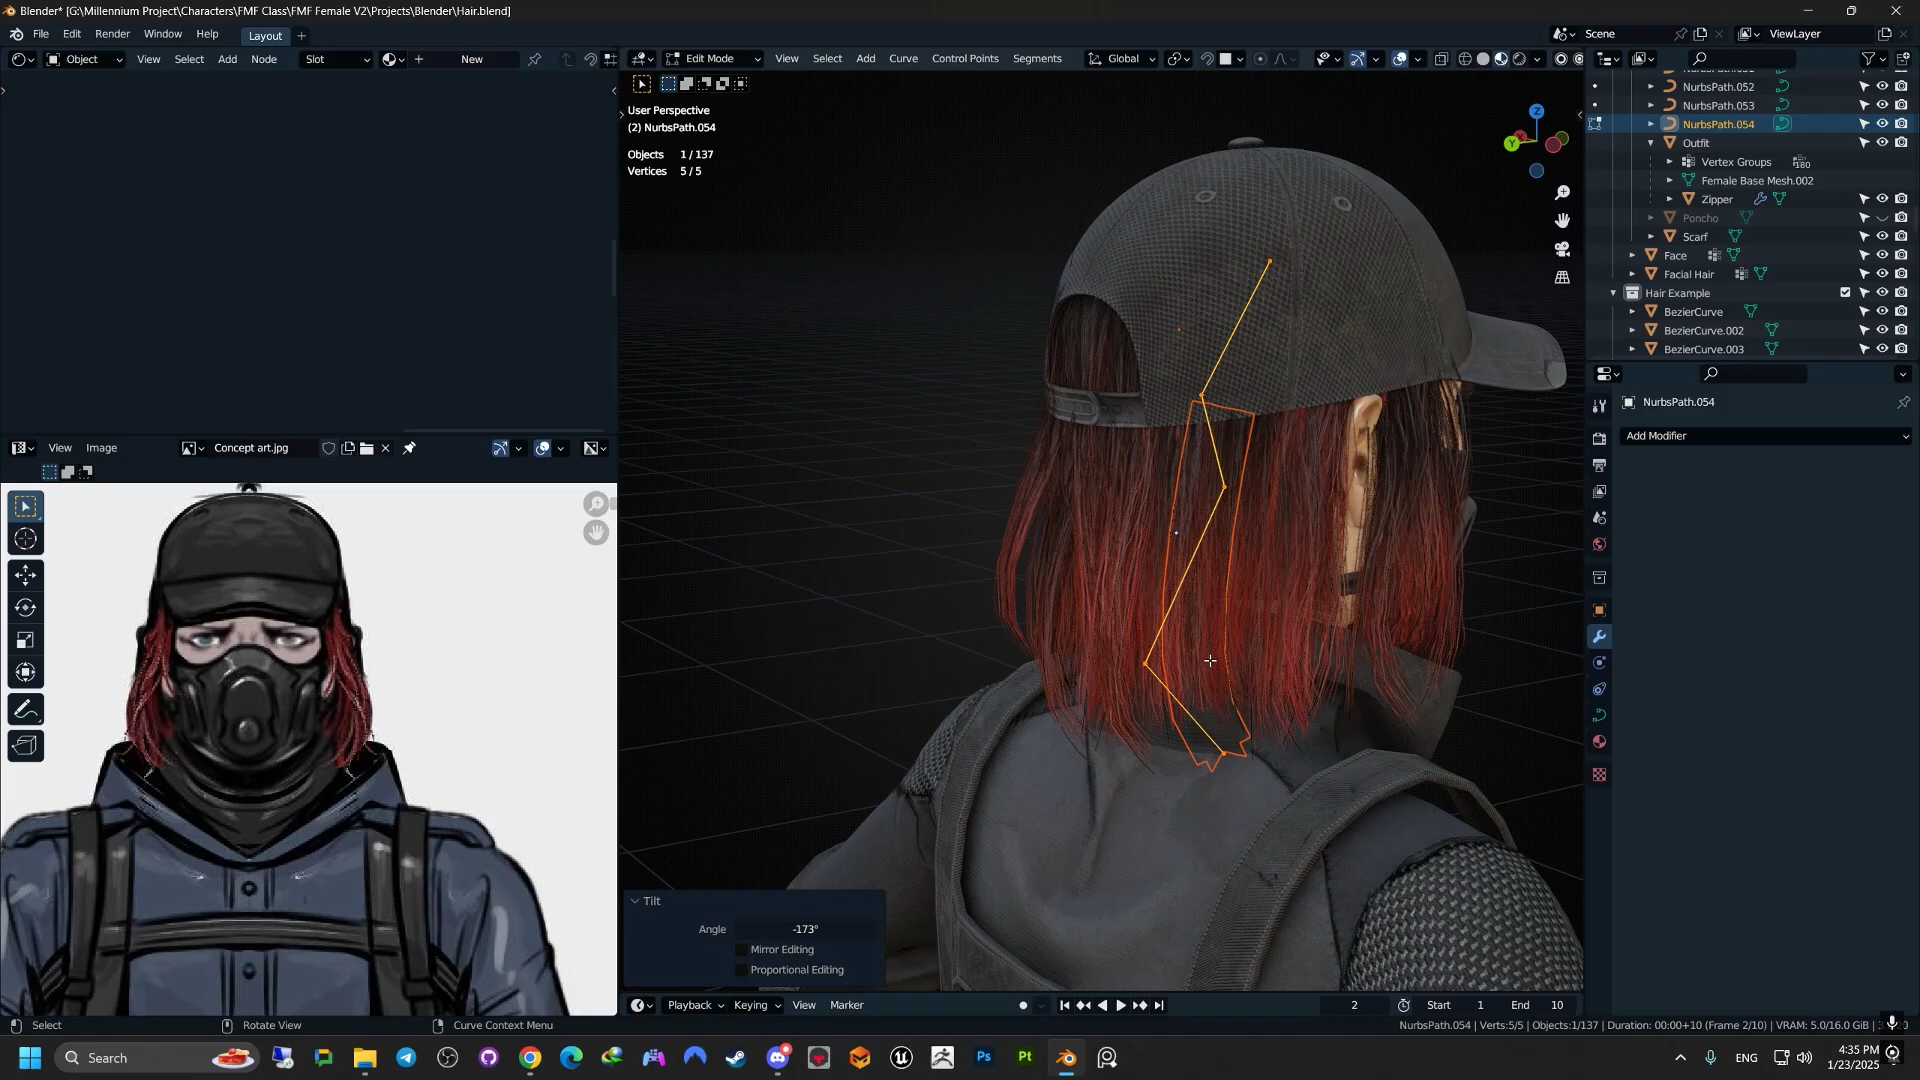 Blender* [G:\Millennium Project\Characters\FMF Class\FMF Female V2\Projects\Blender\Hair.blend]
File Edit Render Window Help Layout +
Scene ViewLayer
Object View Select Add Node Slot New
Edit Mode View Select Add Curve Control Points Segments Global
User Perspective
(2) NurbsPath.054
Objects 1 / 137
Vertices 5 / 5
Z
Y
NurbsPath.052
NurbsPath.053
NurbsPath.054
Outfit
Vertex Groups 180
Female Base Mesh.002
Zipper
Poncho
Scarf
Face
Facial Hair
Hair Example
BezierCurve
BezierCurve.002
BezierCurve.003
NurbsPath.054
Add Modifier
View Image Concept art.jpg
Tilt
Angle -173°
Mirror Editing
Proportional Editing
Playback Keying View Marker 2 Start 1 End 10
Select Rotate View Curve Context Menu
NurbsPath.054 | Verts:5/5 | Objects:1/137 | Duration: 00:00+10 (Frame 2/10) | VRAM: 5.0/16.0 GiB
Search Ps Pt ENG
4:35 PM
1/23/2025